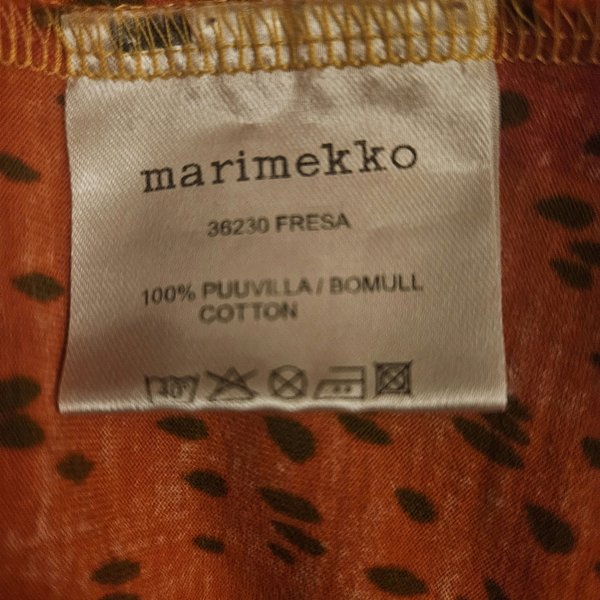 marimekko
36230 FRESA
100% PUUVILLA / BOMULL
COTTON